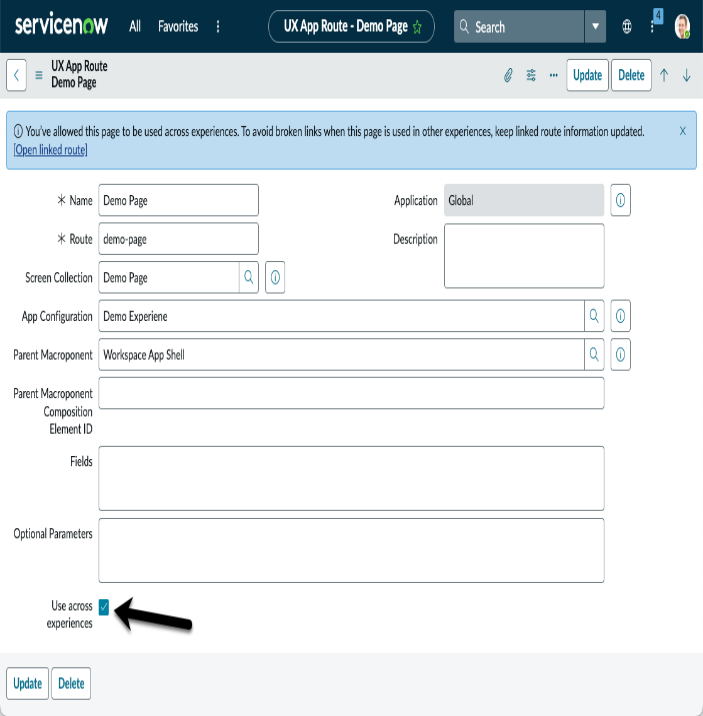 servicenow All Favorites UX App Route - Demo Page Search 4
UX App Route
Demo Page
Update Delete
You've allowed this page to be used across experiences. To avoid broken links when this page is used in other experiences, keep linked route information updated. X
[Open linked route]
Name Demo Page Application Global
Route demo-page Description
Screen Collection Demo Page
App Configuration Demo Experiene
Parent Macroponent Workspace App Shell
Parent Macroponent
Composition
Element ID
Fields
Optional Parameters
Use across
experiences
Update Delete